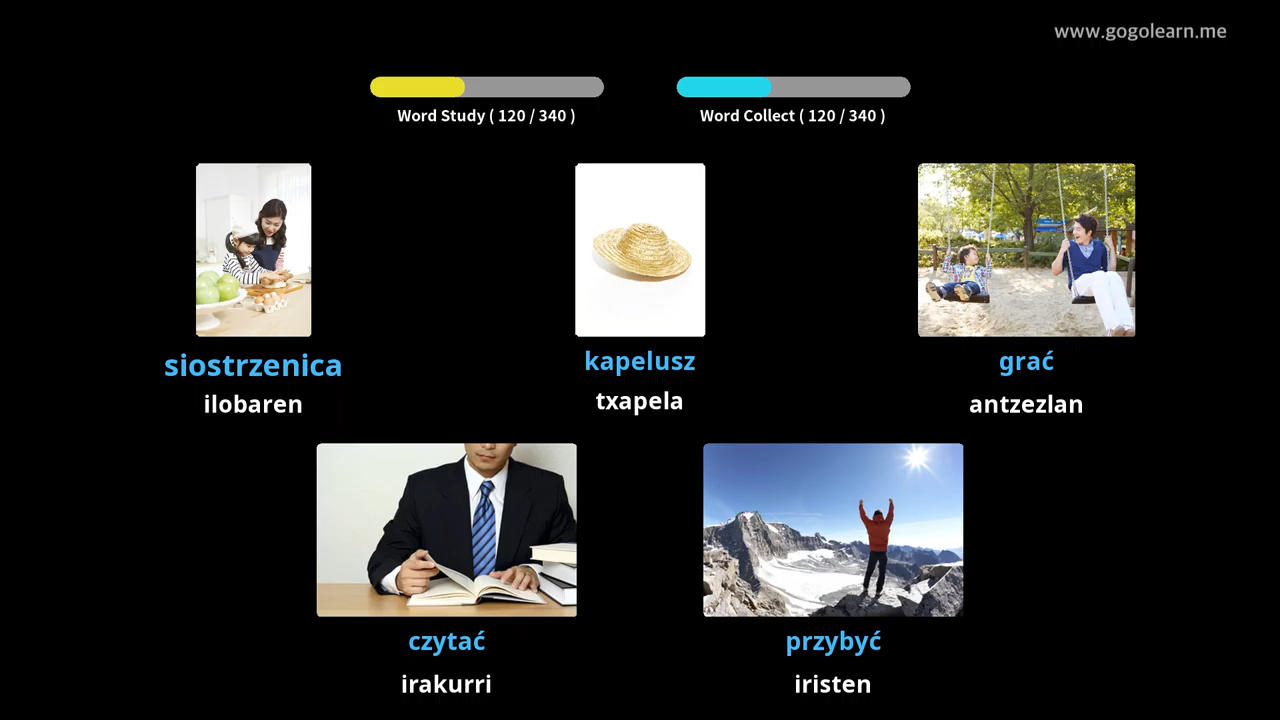 www.gogolearn.me
Word Study ( 120 / 340 )
Word Collect ( 120 / 340 )
siostrzenica
ilobaren
kapelusz
txapela
grać
antzezlan
czytać
irakurri
przybyć
iristen